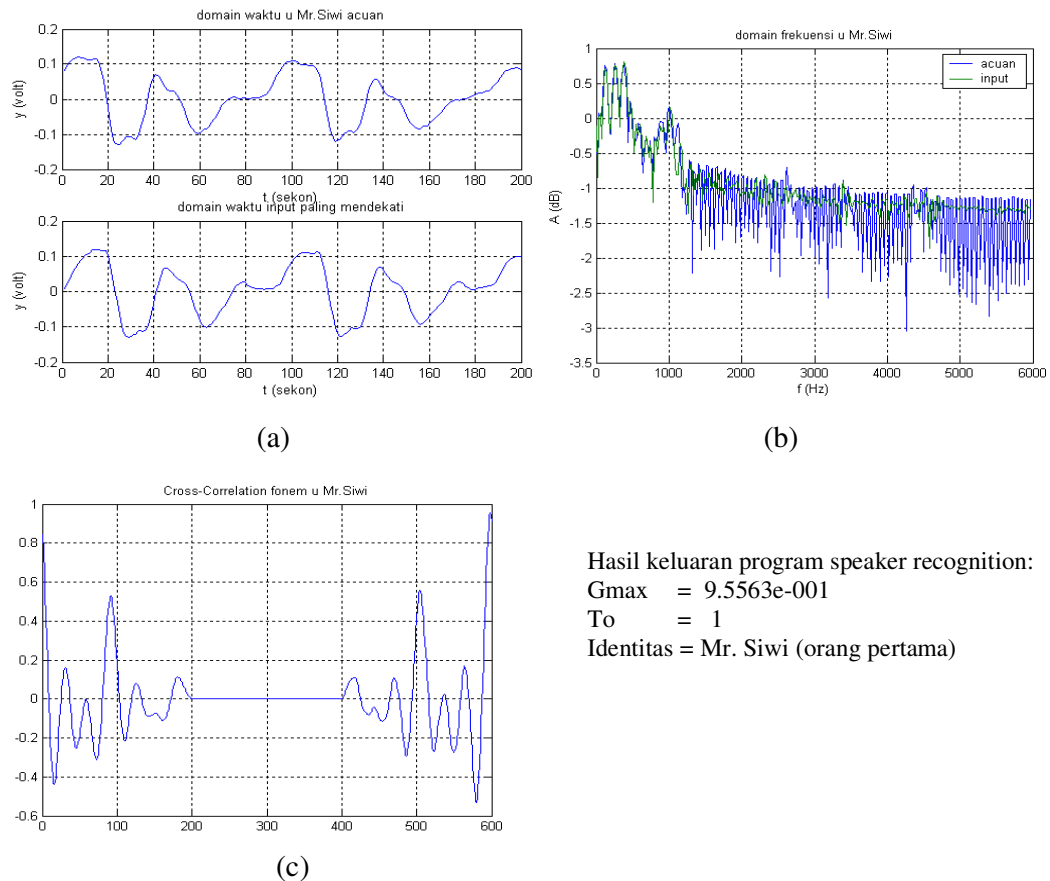 domain waktu u Mr.Siwi acuan
0.2
0.1
0
-0.1
0.2
y (volt)
0 20 40 60 80 100 120 140 160 180 200
t (sekon)
domain waktu input paling mendekati
0.2
0.1
0
-0.1
0.2
y (volt)
0 20 40 60 80 100 120 140 160 180 200
t (sekon)
(a)
domain frekuensi u Mr.Siwi
acuan
input
1
0.5
0
-0.5
-1
-1.5
-2
-2.5
-3
-3.5
A (dB)
0 1000 2000 3000 4000 5000 6000
f (Hz)
(b)
Cross-Correlation fonem u Mr.Siwi
1
0.8
0.6
0.4
0.2
0
-0.2
-0.4
-0.6
0 100 200 300 400 500 600
(c)
Hasil keluaran program speaker recognition:
Gmax = 9.5563e-001
To = 1
Identitas = Mr. Siwi (orang pertama)